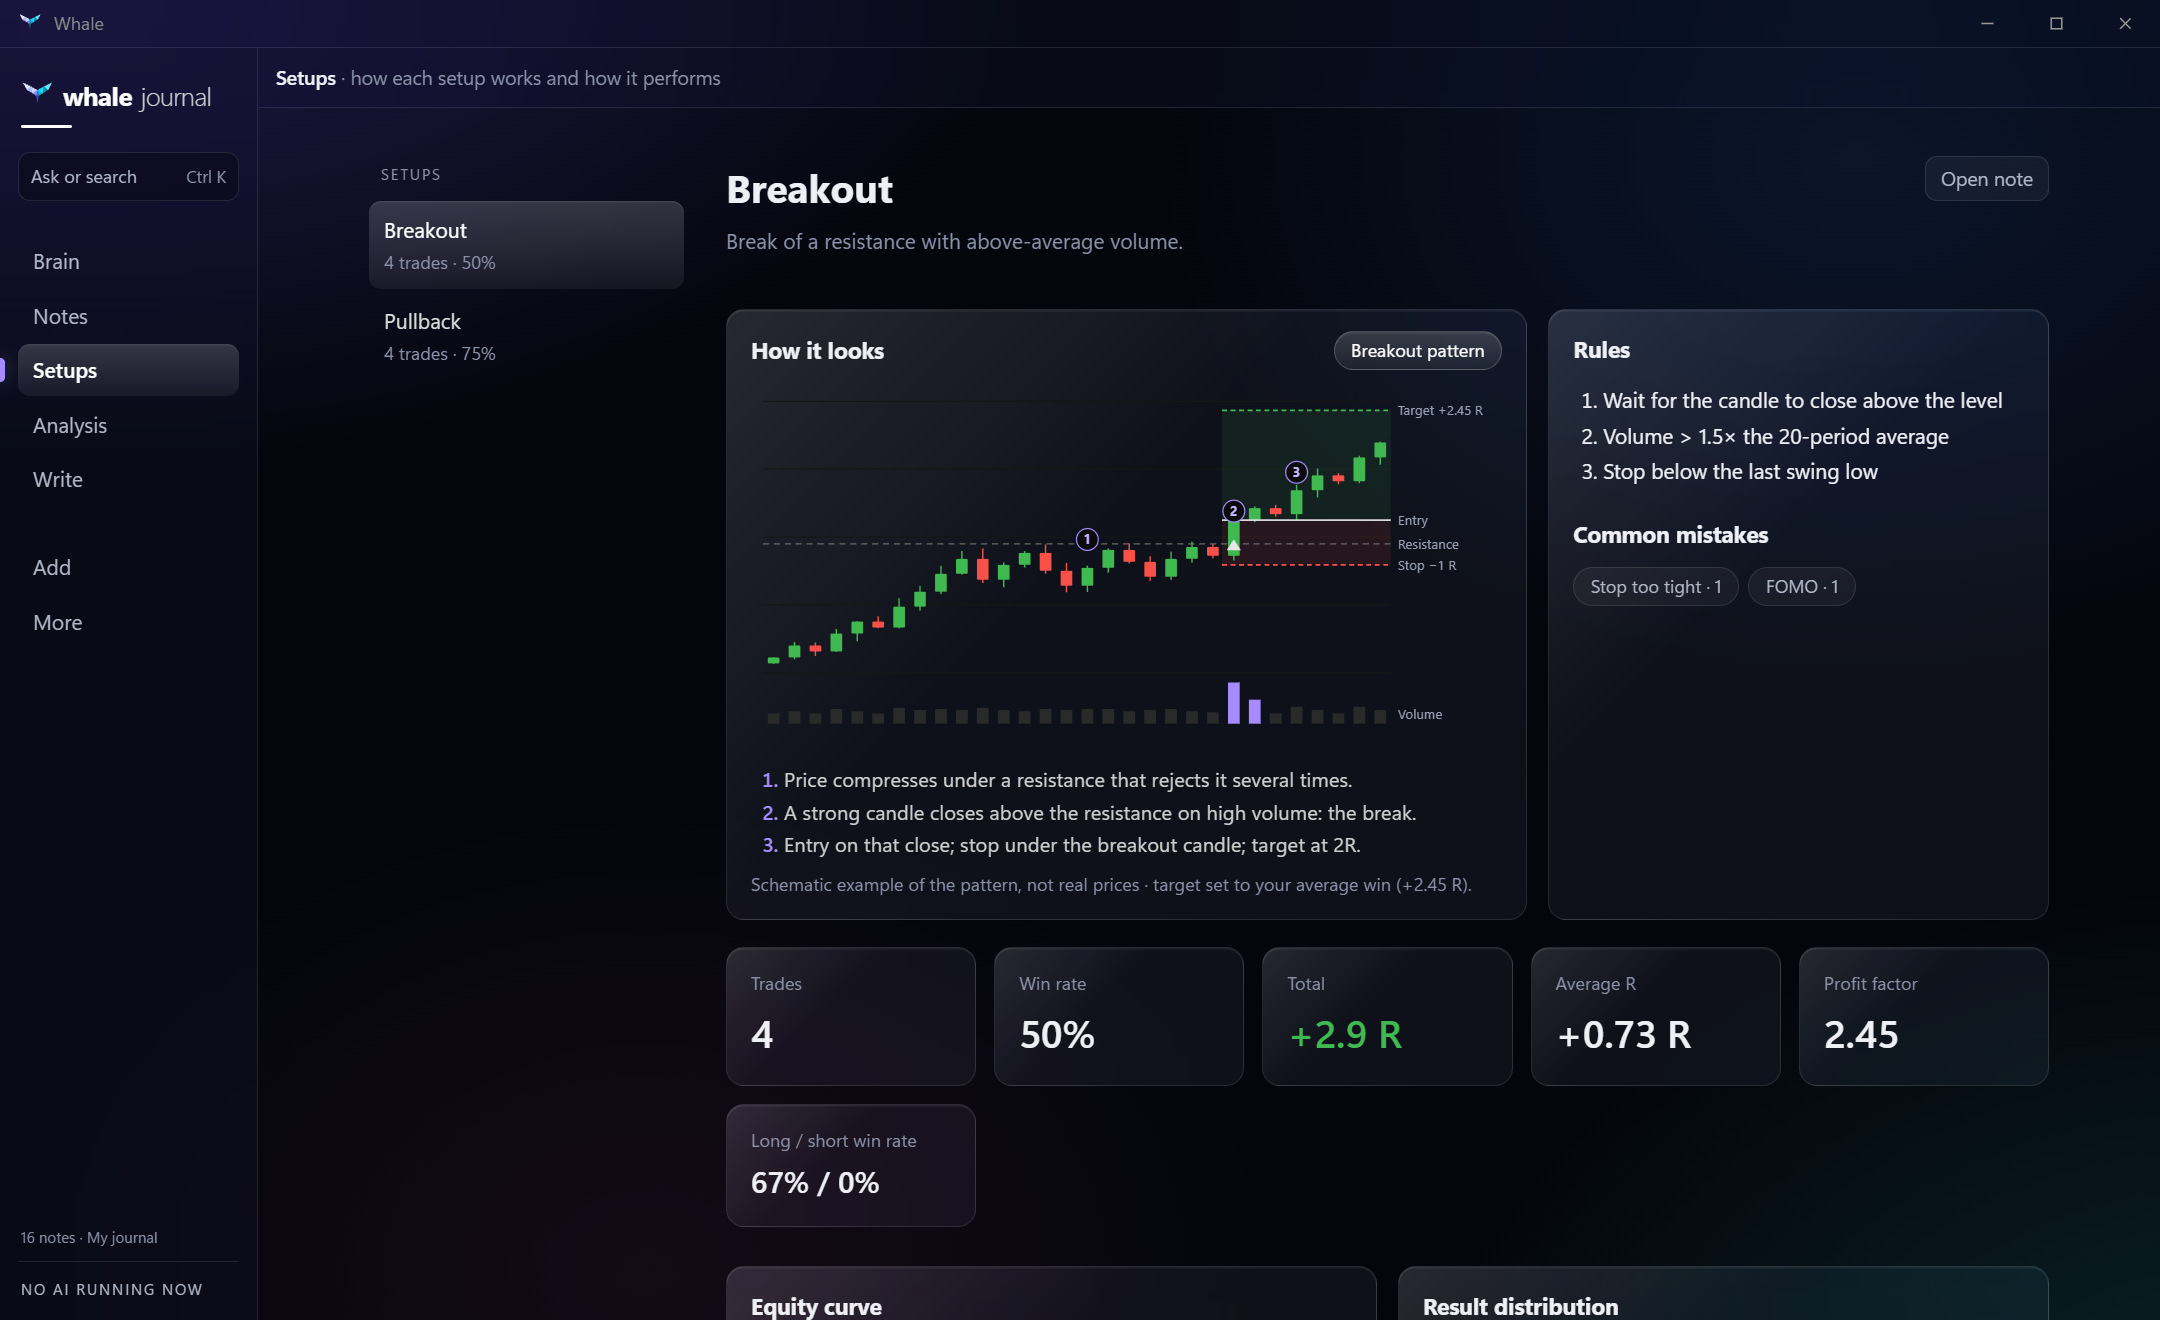 Whale
whale journal
Ask or search Ctrl K
Brain
Notes
Setups
Analysis
Write
Add
More
16 notes · My journal
NO AI RUNNING NOW
Setups · how each setup works and how it performs
SETUPS
Breakout
4 trades · 50%
Pullback
4 trades · 75%
Breakout
Open note
Break of a resistance with above-average volume.
How it looks
Breakout pattern
Target +2.45 R
3
2
Entry
1
Resistance
Stop −1 R
Volume
1. Price compresses under a resistance that rejects it several times.
2. A strong candle closes above the resistance on high volume: the break.
3. Entry on that close; stop under the breakout candle; target at 2R.
Schematic example of the pattern, not real prices · target set to your average win (+2.45 R).
Rules
1. Wait for the candle to close above the level
2. Volume > 1.5× the 20-period average
3. Stop below the last swing low
Common mistakes
Stop too tight · 1
FOMO · 1
Trades
4
Win rate
50%
Total
+2.9 R
Average R
+0.73 R
Profit factor
2.45
Long / short win rate
67% / 0%
Equity curve
Result distribution